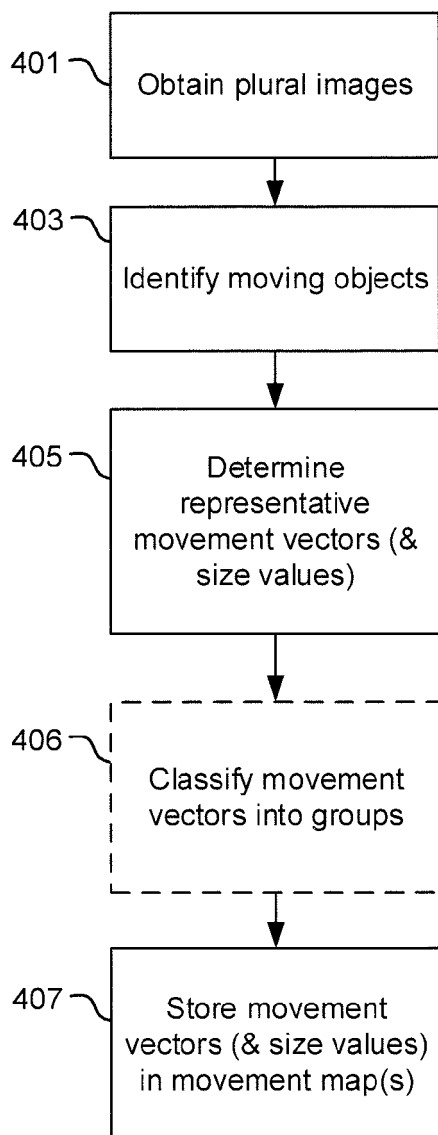 401
Obtain plural images
403
Identify moving objects
405
Determine
representative
movement vectors (&
size values)
406
Classify movement
vectors into groups
407
Store movement
vectors (& size values)
in movement map(s)